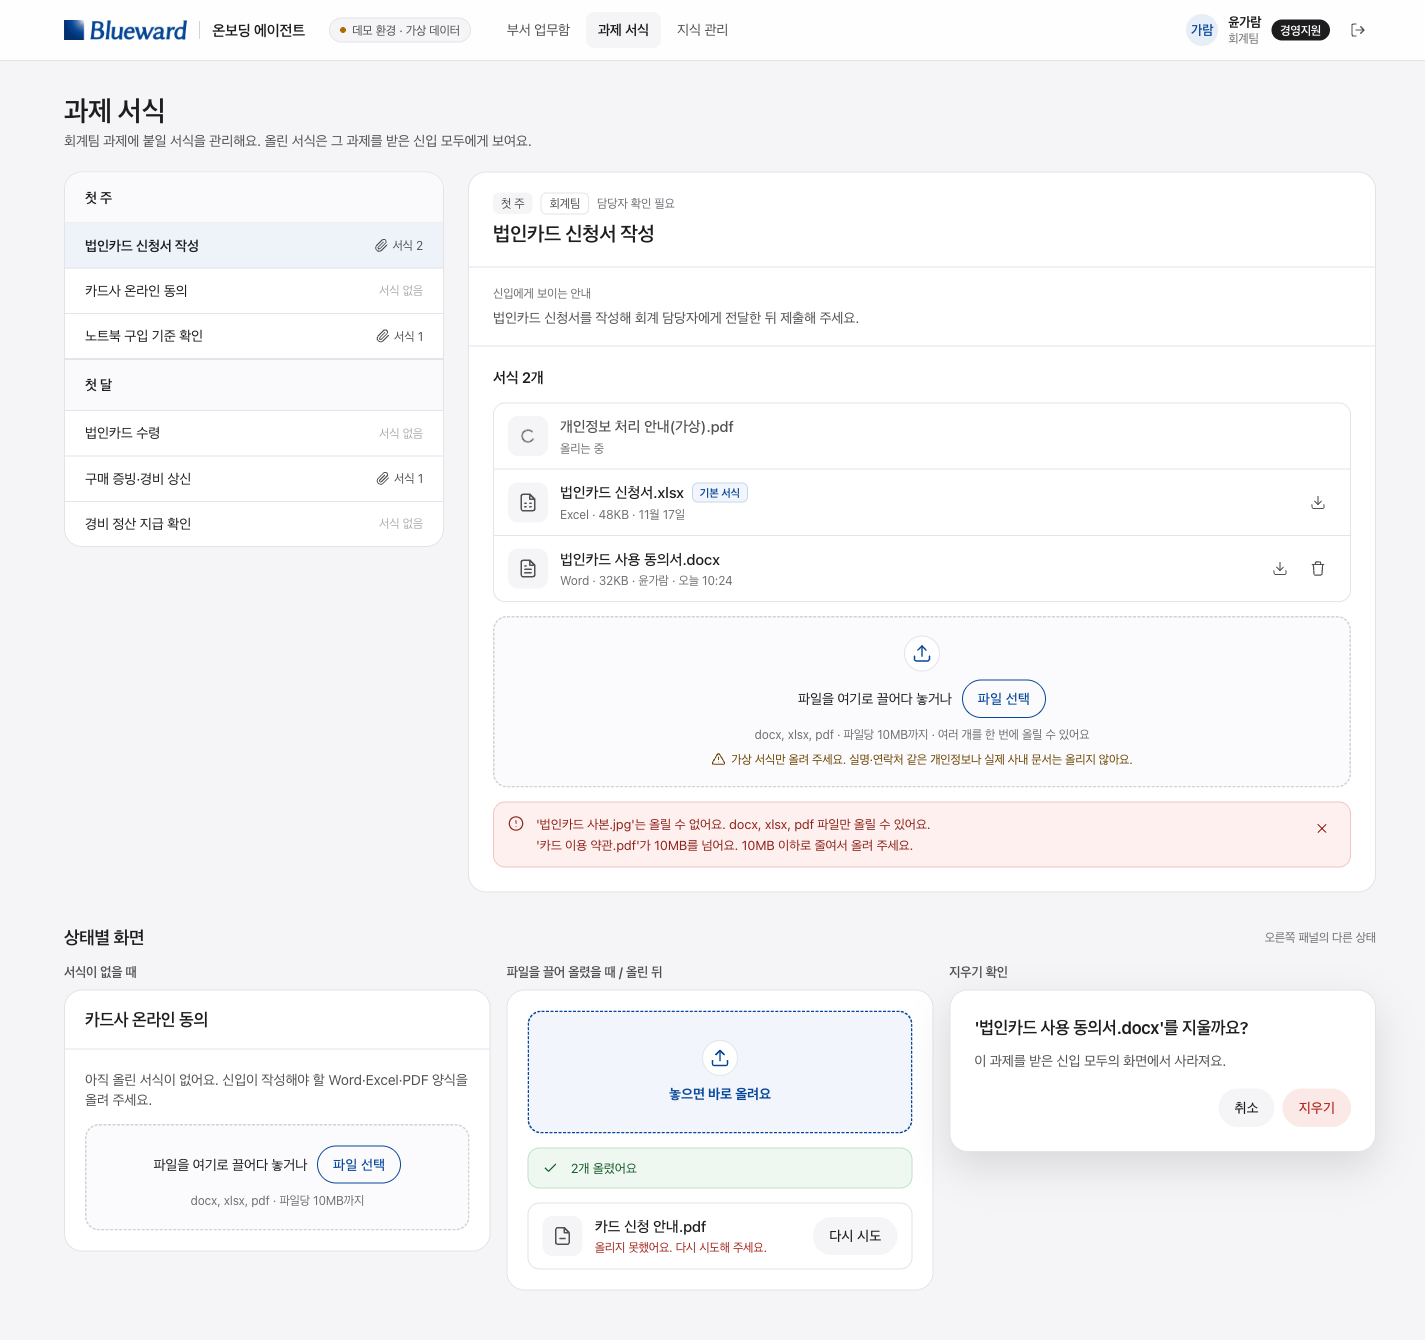 Blueward
온보딩 에이전트
데모 환경 · 가상 데이터
부서 업무함
과제 서식
지식 관리
가람
윤가람
회계팀
경영지원
과제 서식
회계팀 과제에 붙일 서식을 관리해요. 올린 서식은 그 과제를 받은 신입 모두에게 보여요.
첫 주
법인카드 신청서 작성
서식 2
카드사 온라인 동의
서식 없음
노트북 구입 기준 확인
서식 1
첫 달
법인카드 수령
서식 없음
구매 증빙·경비 상신
서식 1
경비 정산 지급 확인
서식 없음
첫 주
회계팀
담당자 확인 필요
법인카드 신청서 작성
신입에게 보이는 안내
법인카드 신청서를 작성해 회계 담당자에게 전달한 뒤 제출해 주세요.
서식 2개
개인정보 처리 안내(가상).pdf
올리는 중
법인카드 신청서.xlsx
기본 서식
Excel · 48KB · 11월 17일
법인카드 사용 동의서.docx
Word · 32KB · 윤가람 · 오늘 10:24
파일을 여기로 끌어다 놓거나
파일 선택
docx, xlsx, pdf · 파일당 10MB까지 · 여러 개를 한 번에 올릴 수 있어요
가상 서식만 올려 주세요. 실명·연락처 같은 개인정보나 실제 사내 문서는 올리지 않아요.
'법인카드 사본.jpg'는 올릴 수 없어요. docx, xlsx, pdf 파일만 올릴 수 있어요.
'카드 이용 약관.pdf'가 10MB를 넘어요. 10MB 이하로 줄여서 올려 주세요.
상태별 화면
오른쪽 패널의 다른 상태
서식이 없을 때
카드사 온라인 동의
아직 올린 서식이 없어요. 신입이 작성해야 할 Word·Excel·PDF 양식을
올려 주세요.
파일을 여기로 끌어다 놓거나
파일 선택
docx, xlsx, pdf · 파일당 10MB까지
파일을 끌어 올렸을 때 / 올린 뒤
놓으면 바로 올려요
2개 올렸어요
카드 신청 안내.pdf
올리지 못했어요. 다시 시도해 주세요.
다시 시도
지우기 확인
'법인카드 사용 동의서.docx'를 지울까요?
이 과제를 받은 신입 모두의 화면에서 사라져요.
취소
지우기